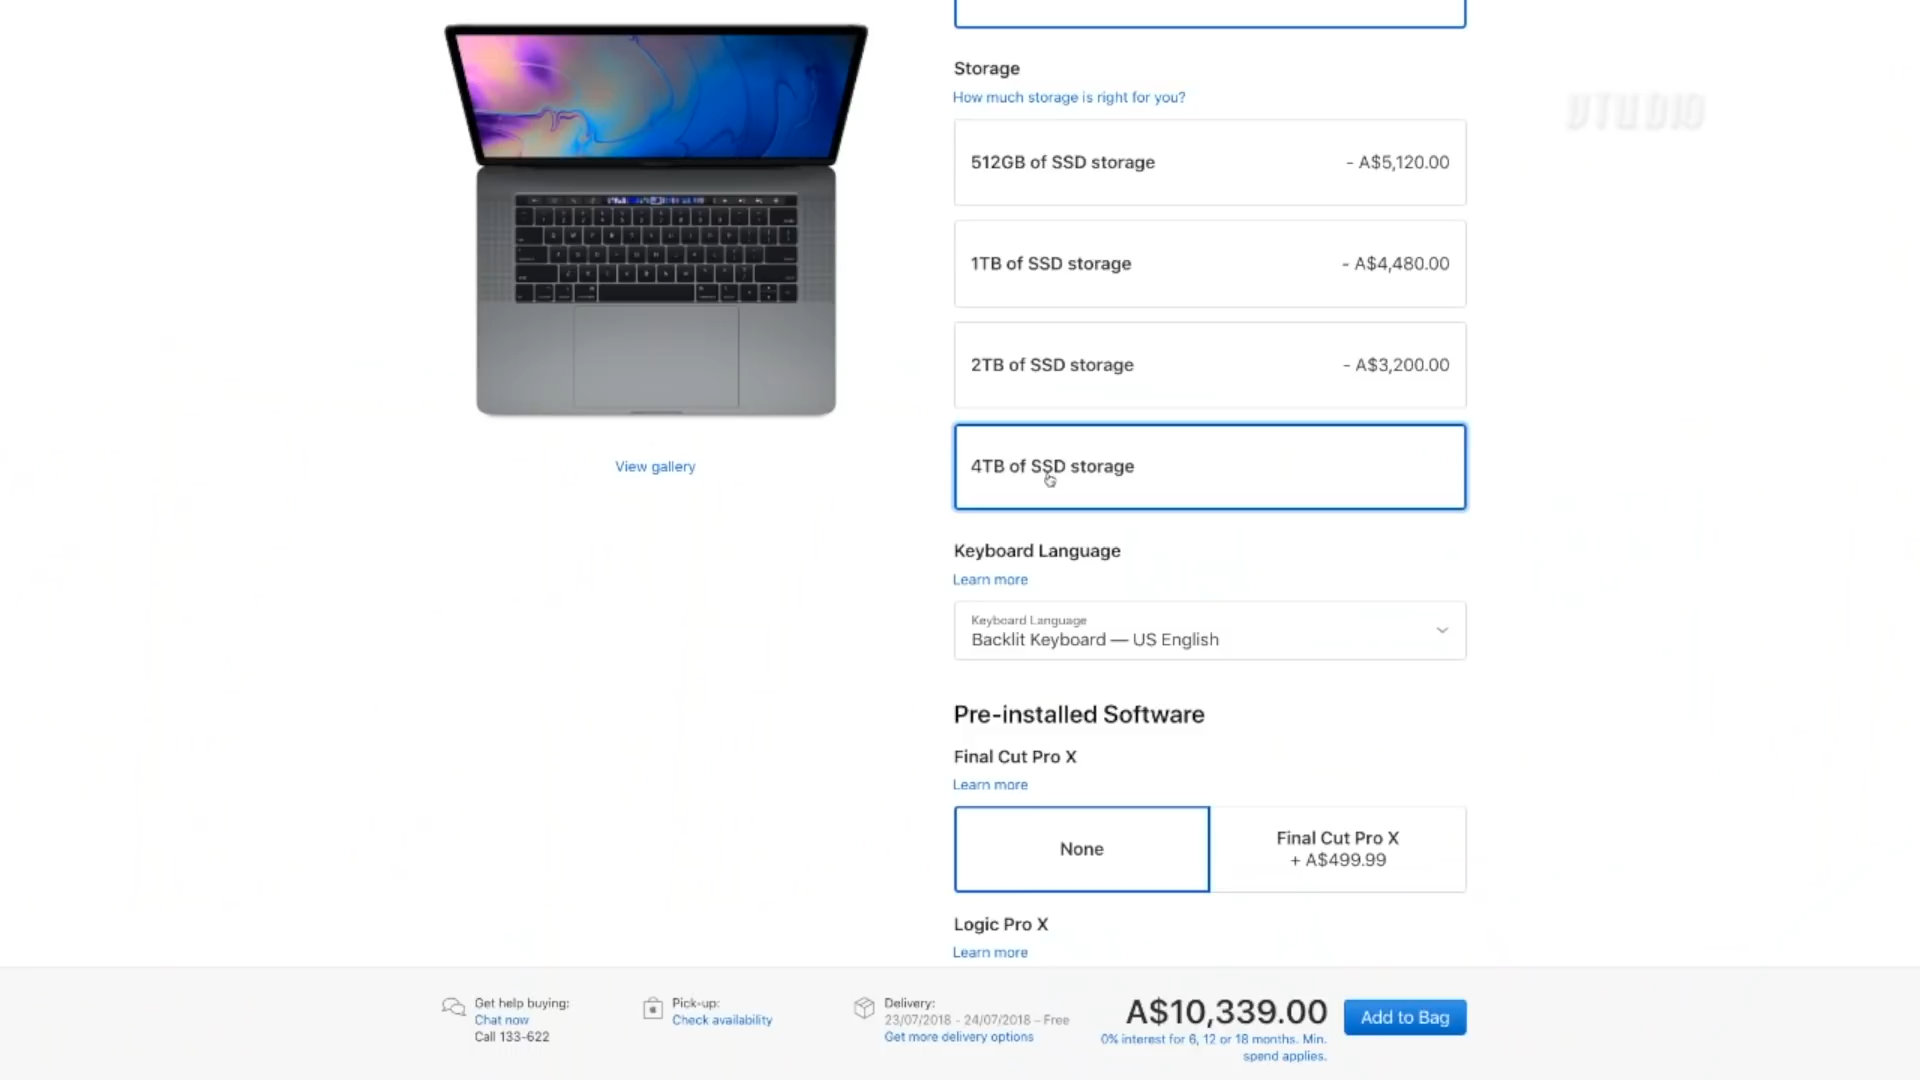 Storage
How much storage is right for you?
VTUDIO
512GB of SSD storage
- A$5,120.00
1TB of SSD storage
- A$4,480.00
2TB of SSD storage
- A$3,200.00
4TB of SSD storage
View gallery
Keyboard Language
Learn more
Keyboard Language
Backlit Keyboard — US English
Pre-installed Software
Final Cut Pro X
Learn more
None
Final Cut Pro X
+ A$499.99
Logic Pro X
Learn more
Get help buying:
Chat now
Call 133-622
Pick-up:
Check availability
Delivery:
23/07/2018 - 24/07/2018 – Free
Get more delivery options
A$10,339.00
0% interest for 6, 12 or 18 months. Min.
spend applies.
Add to Bag